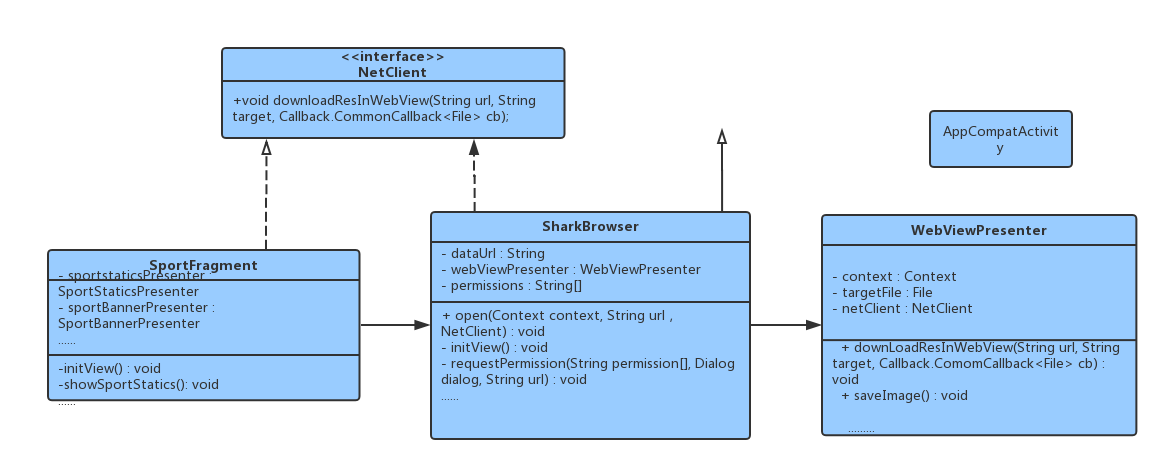 <<interface>>
NetClient
+void downloadResInWebView(String url, String
target, Callback.CommonCallback<File> cb);
AppCompatActivit
y
SportFragment
- sportstaticsPresenter :
SportStaticsPresenter
- sportBannerPresenter :
SportBannerPresenter
......
-initView() : void
-showSportStatics(): void
......
SharkBrowser
- dataUrl : String
- webViewPresenter : WebViewPresenter
- permissions : String[]
+ open(Context context, String url ,
NetClient) : void
- initView() : void
- requestPermission(String permission[], Dialog
dialog, String url) : void
......
WebViewPresenter
- context : Context
- targetFile : File
- netClient : NetClient
+ downLoadResInWebView(String url, String
target, Callback.ComomCallback<File> cb) :
void
+ saveImage() : void
.........